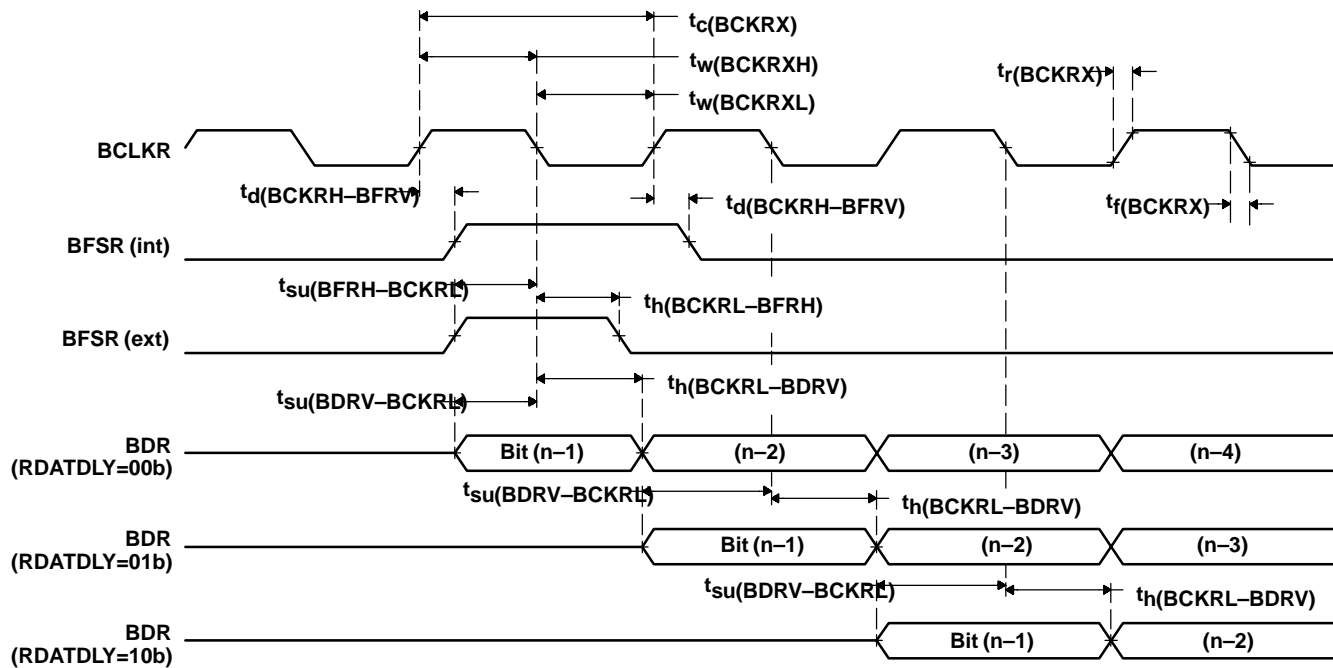 tc(BCKRX)
tw(BCKRXH)
tr(BCKRX)
tw(BCKRXL)
BCLKR
td(BCKRH–BFRV)
td(BCKRH–BFRV)
tf(BCKRX)
BFSR (int)
tsu(BFRH–BCKRL)
th(BCKRL–BFRH)
BFSR (ext)
th(BCKRL–BDRV)
tsu(BDRV–BCKRL)
BDR
(RDATDLY=00b)
Bit (n–1)
(n–2)
(n–3)
(n–4)
tsu(BDRV–BCKRL)
th(BCKRL–BDRV)
BDR
(RDATDLY=01b)
Bit (n–1)
(n–2)
(n–3)
tsu(BDRV–BCKRL)
th(BCKRL–BDRV)
BDR
(RDATDLY=10b)
Bit (n–1)
(n–2)